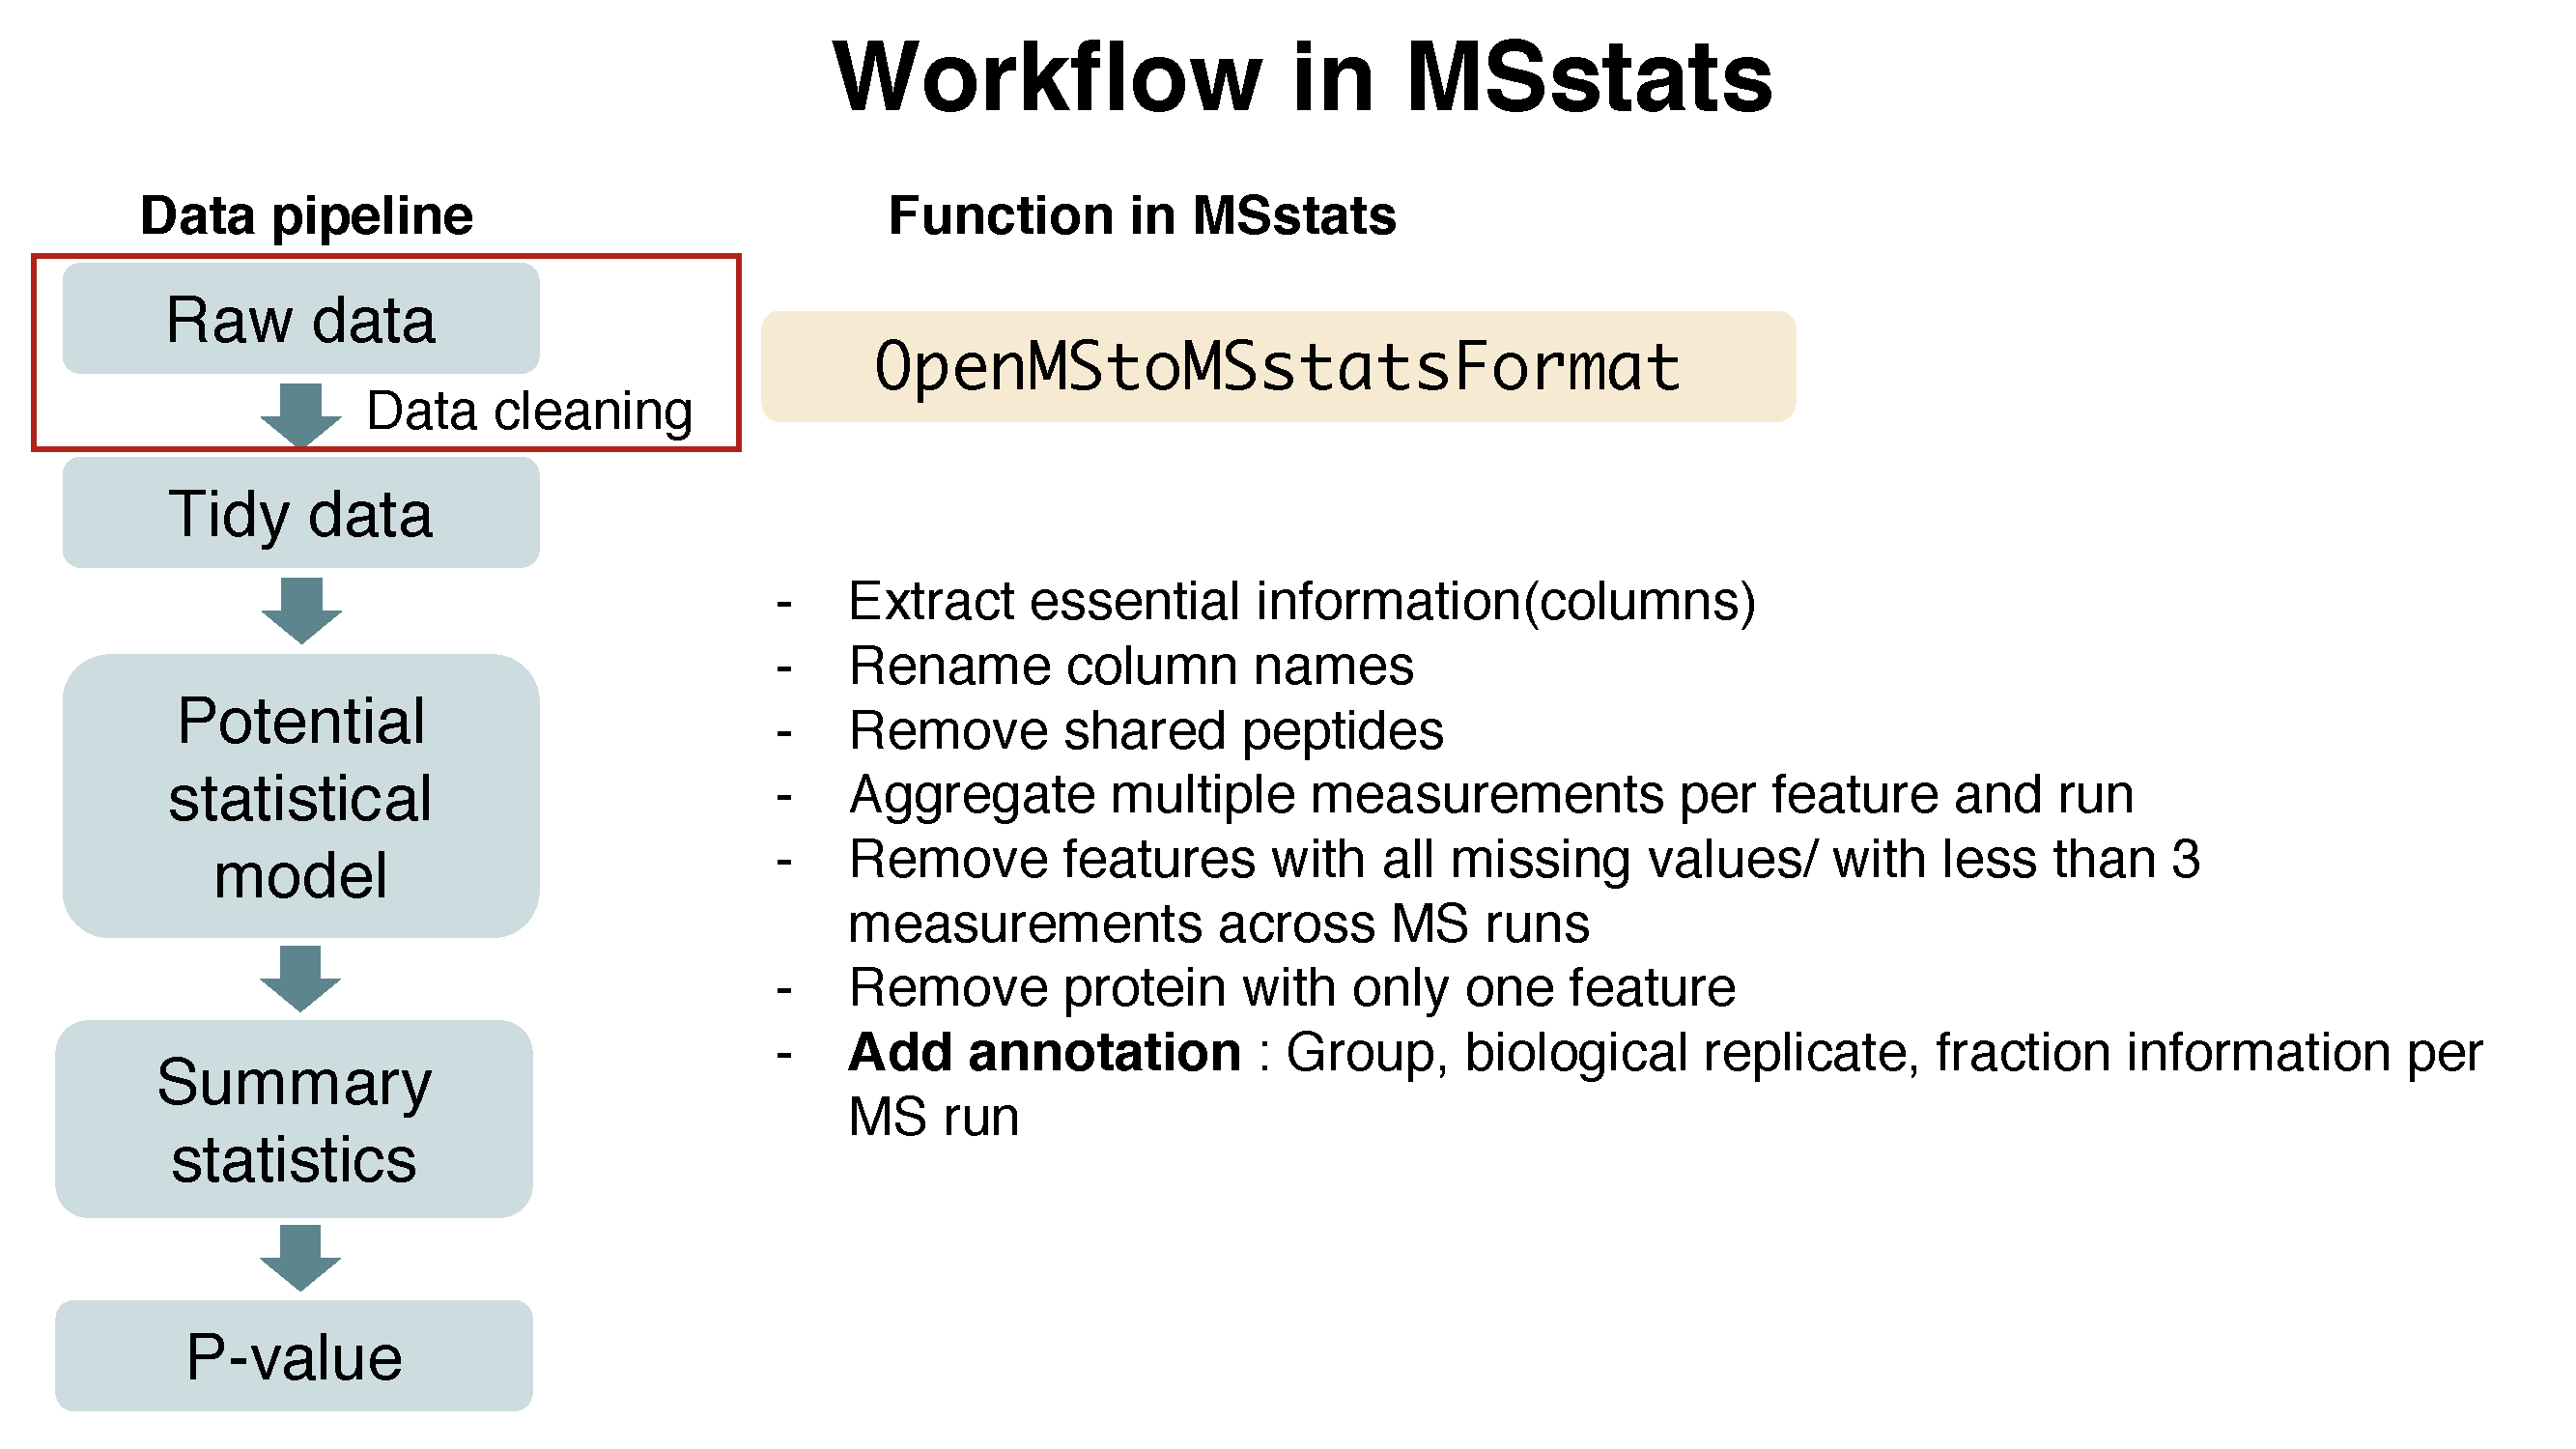 Workflow in MSstats
Data pipeline
Raw data
Data cleaning
Tidy data
Potential
statistical
model
Summary
statistics
P-value
Function in MSstats
OpenMStoMSstatsFormat
- Extract essential information(columns)
- Rename column names
- Remove shared peptides
- Aggregate multiple measurements per feature and run
- Remove features with all missing values/ with less than 3
measurements across MS runs
- Remove protein with only one feature
- Add annotation : Group, biological replicate, fraction information per
MS run